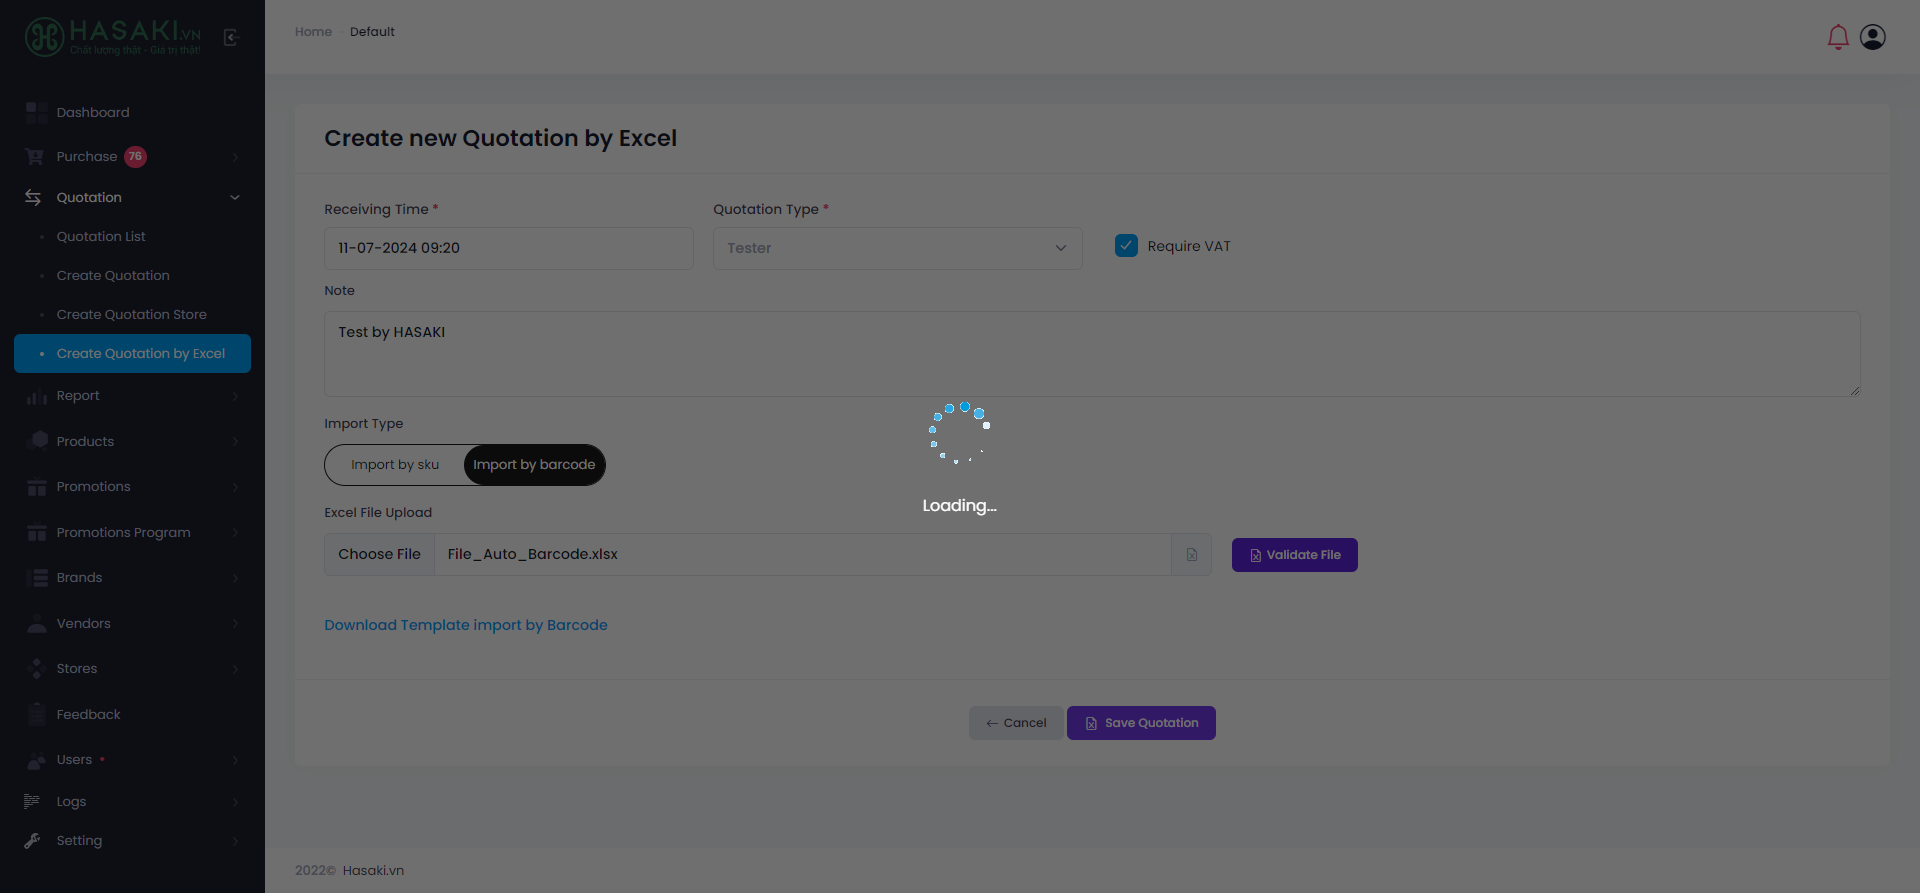 HASAKI.VN
Chất lượng thật - Giá trị thật!
Home
Default
Dashboard
Purchase 76
Quotation
Quotation List
Create Quotation
Create Quotation Store
Create Quotation by Excel
Report
Products
Promotions
Promotions Program
Brands
Vendors
Stores
Feedback
Users
Logs
Setting
Create new Quotation by Excel
Receiving Time *
Quotation Type *
11-07-2024 09:20
Tester
Require VAT
Note
Test by HASAKI
Import Type
Import by sku
Import by barcode
Loading...
Excel File Upload
Choose File
File_Auto_Barcode.xlsx
Validate File
Download Template import by Barcode
Cancel
Save Quotation
2022© Hasaki.vn